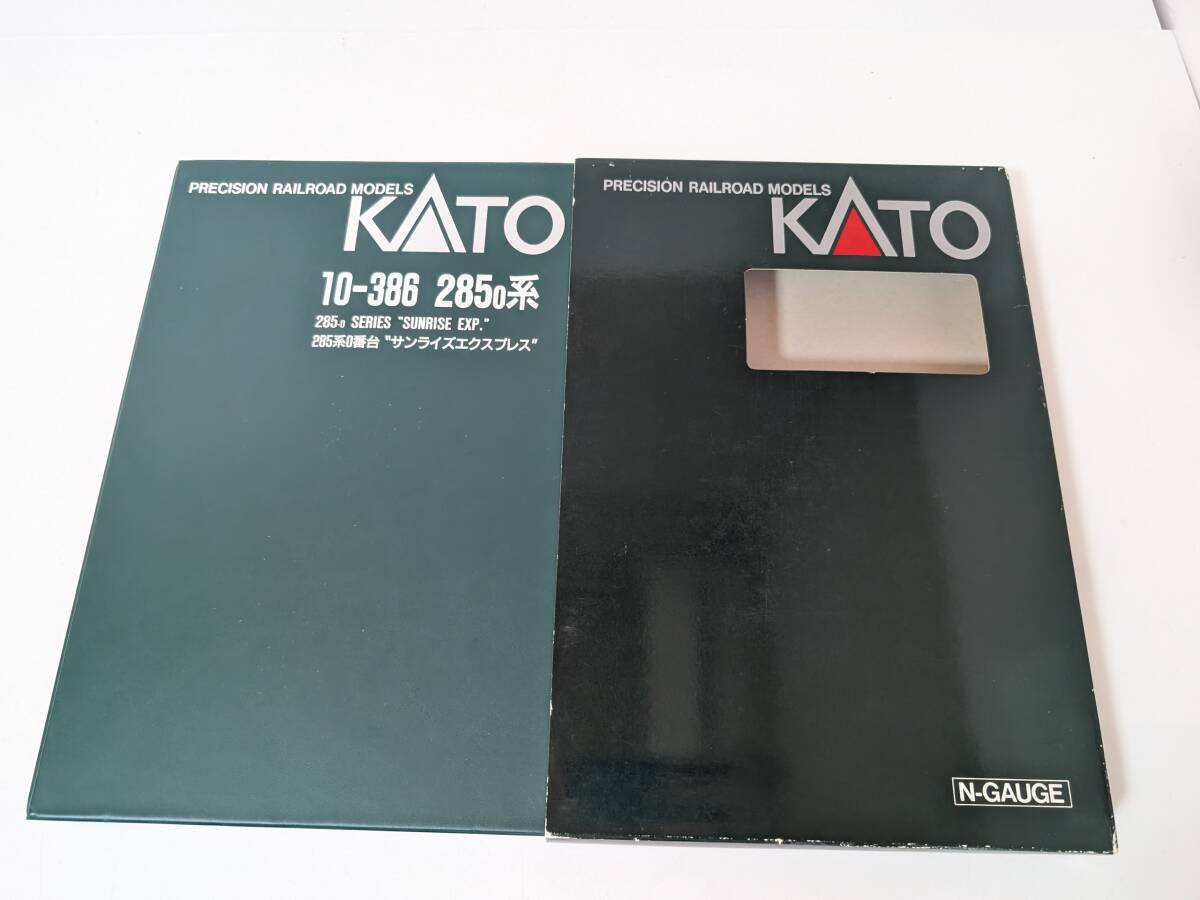 PRECISION RAILROAD MODELS
KATO
10-386 2850系
285-0 SERIES "SUNRISE EXP."
285系0番台 "サンライズエクスプレス"
PRECISION RAILROAD MODELS
KATO
N-GAUGE